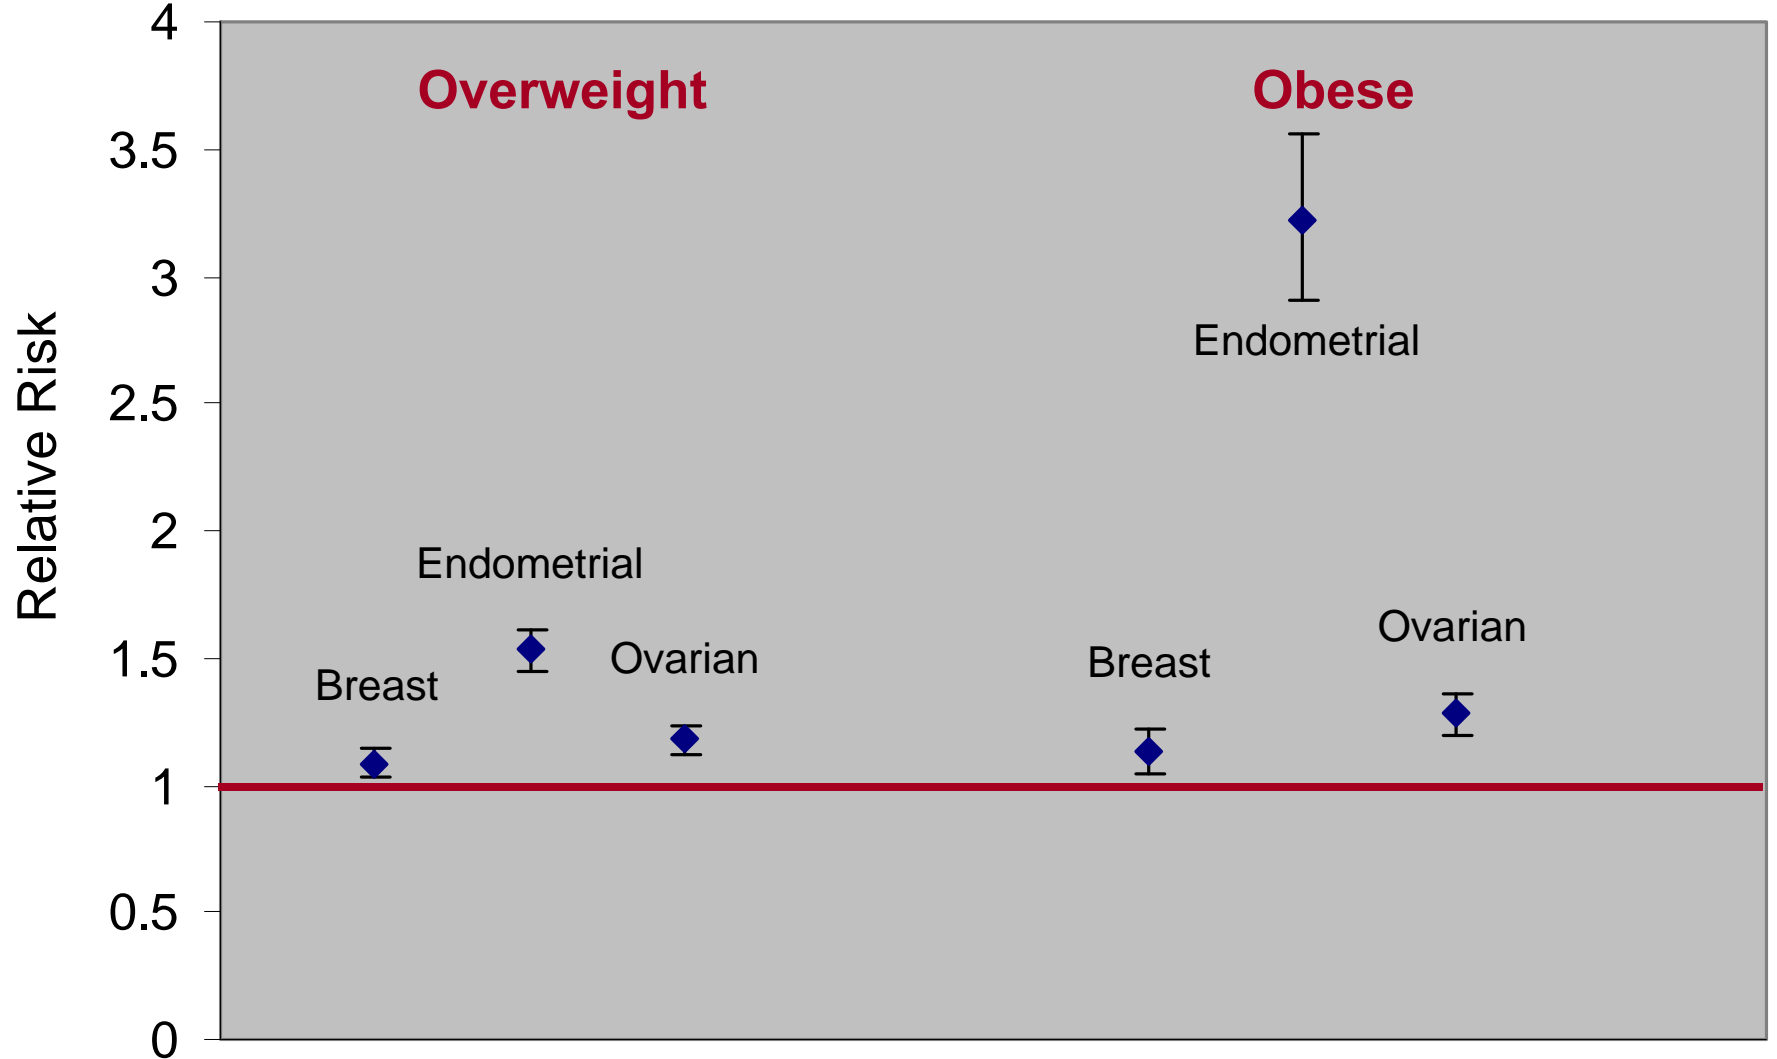 4
3.5
3
2.5
2
1.5
1
0.5
0
Relative Risk
Overweight
Obese
Endometrial
Endometrial
Ovarian
Breast
Breast
Ovarian